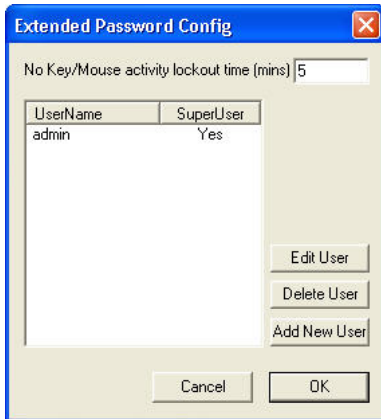 Extended Password Config
No Key/Mouse activity lockout time (mins) 5
UserName SuperUser
admin Yes
Edit User
Delete User
Add New User
Cancel OK